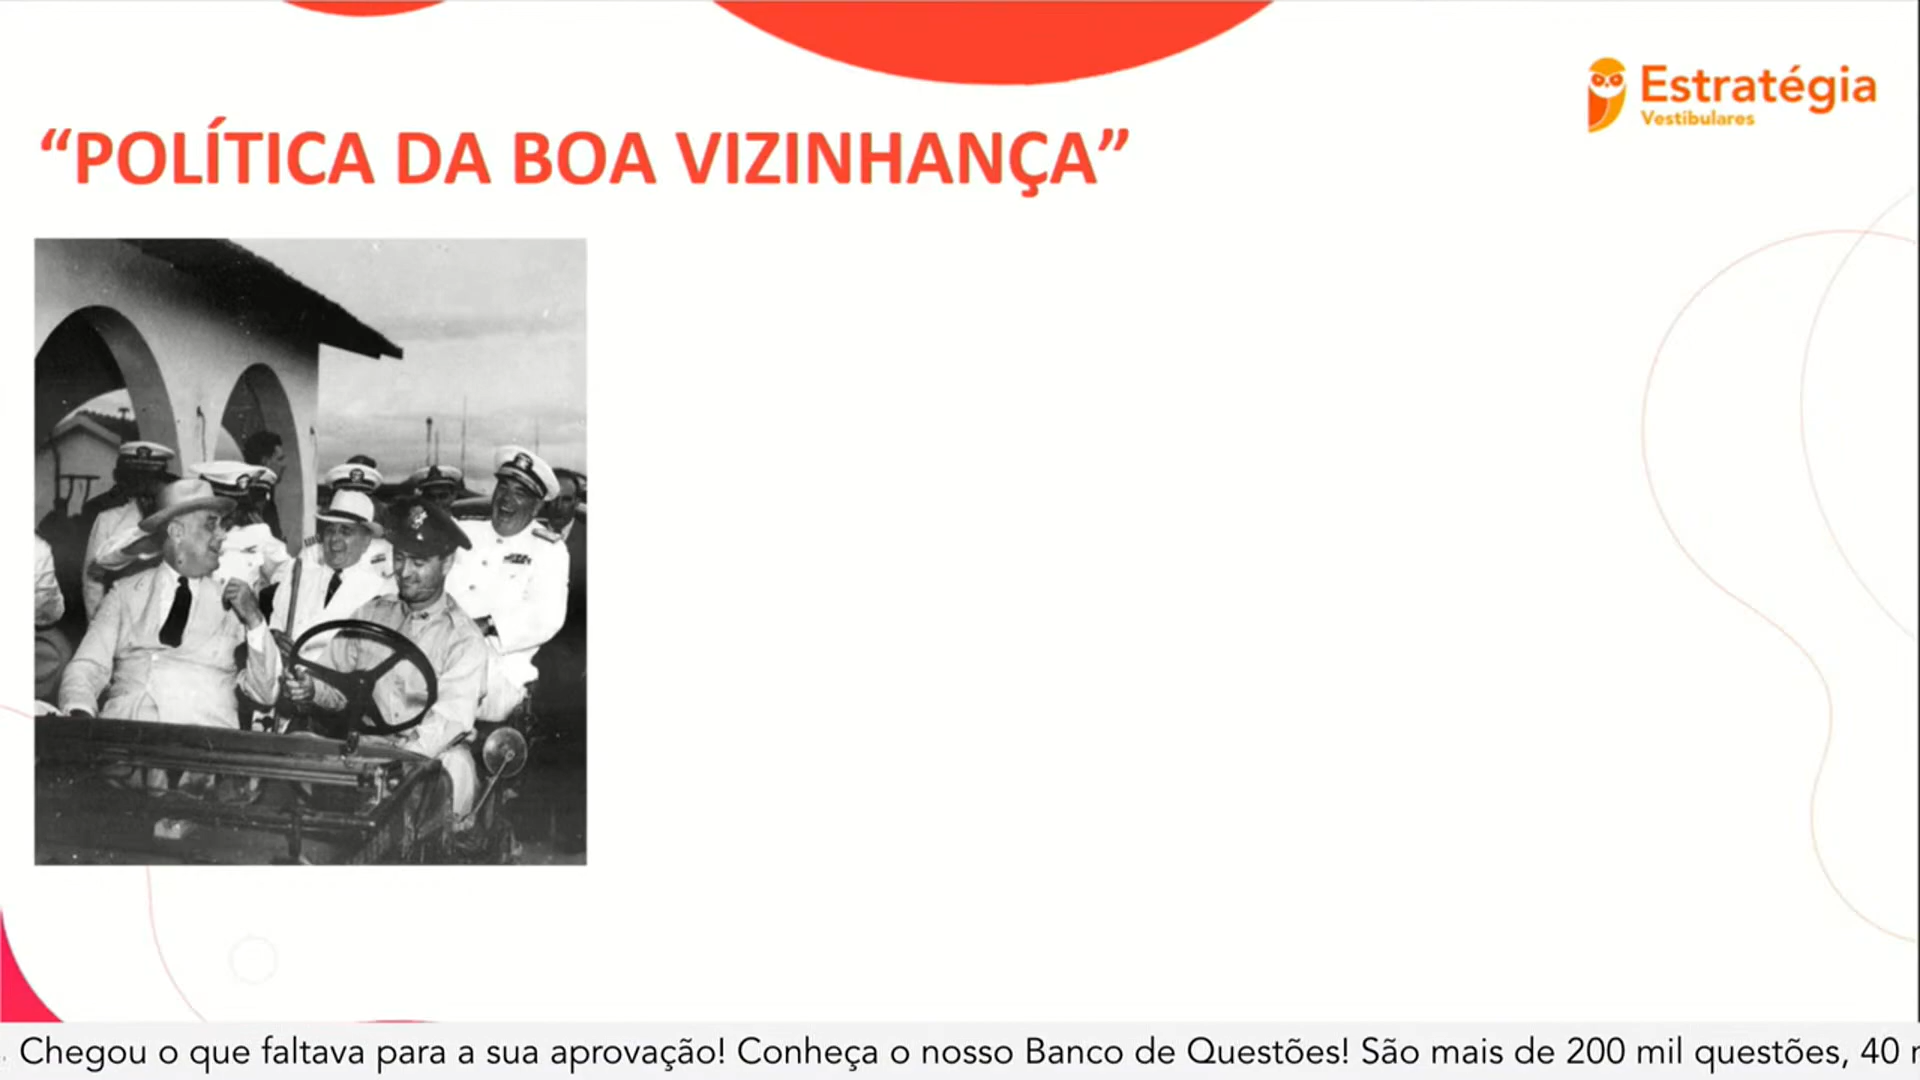 Estratégia
Vestibulares
“POLÍTICA DA BOA VIZINHANÇA”
Chegou o que faltava para a sua aprovação! Conheça o nosso Banco de Questões! São mais de 200 mil questões, 40